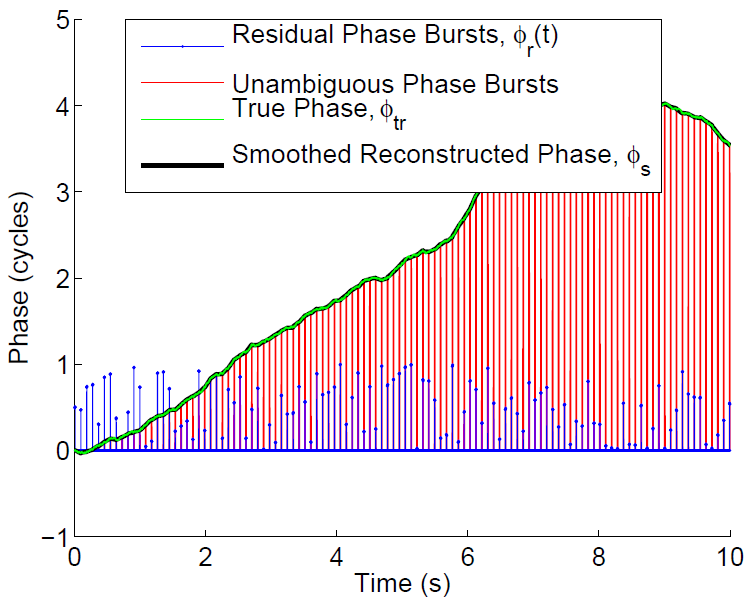 5
4
3
2
1
0
−1
Phase (cycles)
Residual Phase Bursts, ϕr(t)
Unambiguous Phase Bursts
True Phase, ϕtr
Smoothed Reconstructed Phase, ϕs
0 2 4 6 8 10
Time (s)